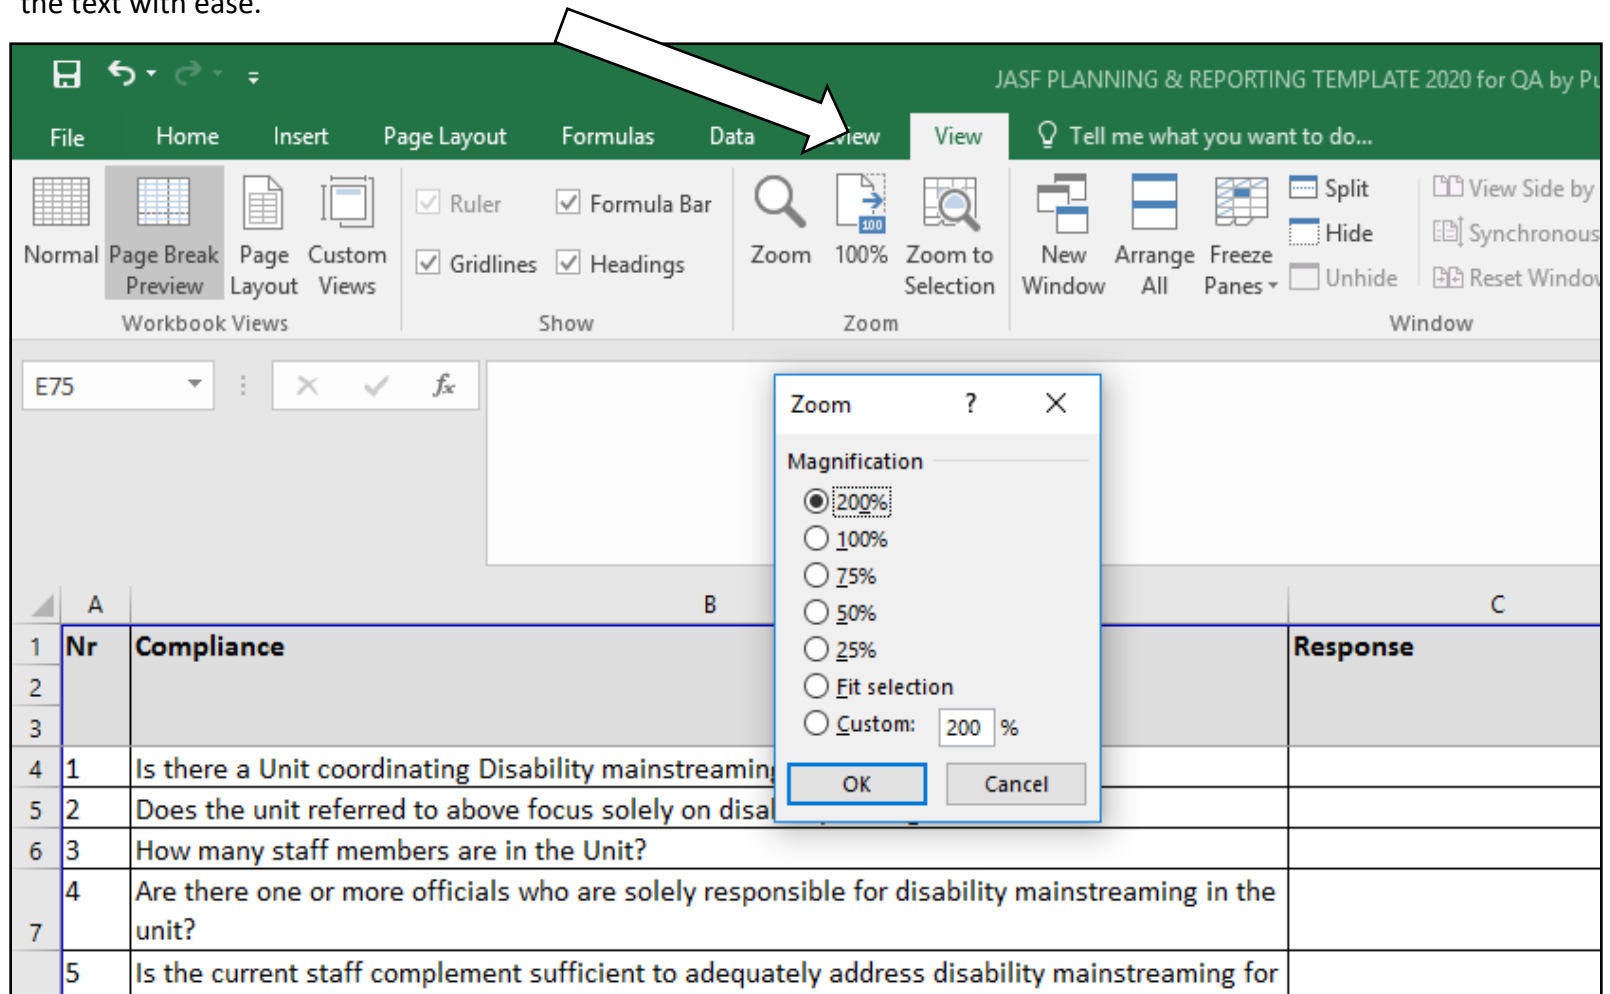 the text with ease.
JASF PLANNING & REPORTING TEMPLATE 2020 for QA by
File Home Insert Page Layout Formulas Data view View Tell me what you want to do...
Normal Page Break Preview Page Layout Custom Views
Workbook Views
Ruler Formula Bar
Gridlines Headings
Show
Zoom 100% Zoom to Selection
100
Zoom
New Window Arrange All Freeze Panes
Split
Hide
Unhide
View Side by
Synchronous
Reset Window
Window
E75 fx
Zoom ? X
Magnification
200%
100%
75%
50%
25%
Fit selection
Custom: 200 %
OK Cancel
A B C
1 Nr Compliance Response
2
3
4 1 Is there a Unit coordinating Disability mainstreaming
5 2 Does the unit referred to above focus solely on
6 3 How many staff members are in the Unit?
4 Are there one or more officials who are solely responsible for disability mainstreaming in the
7 unit?
5 Is the current staff complement sufficient to adequately address disability mainstreaming for